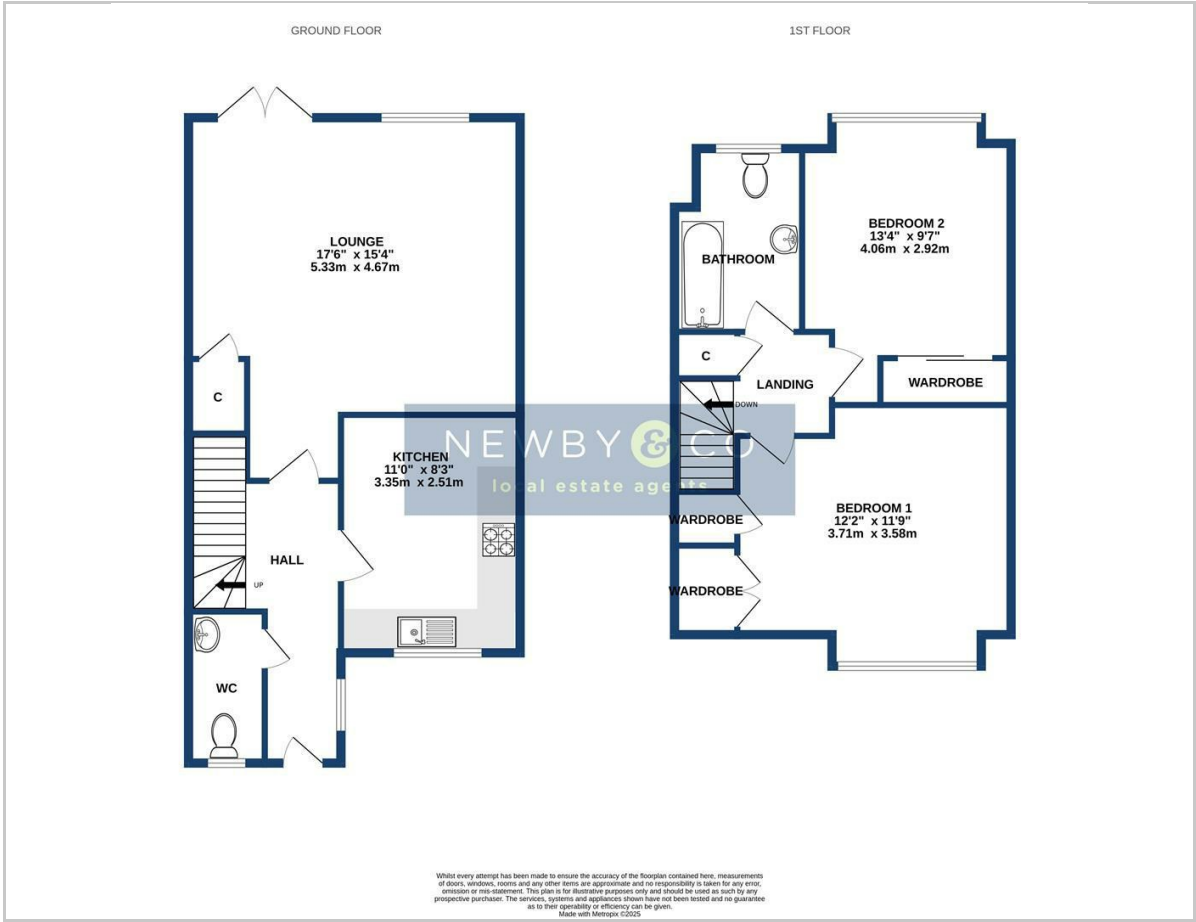 GROUND FLOOR
1ST FLOOR
LOUNGE
17'6" x 15'4"
5.33m x 4.67m
C
KITCHEN
11'0" x 8'3"
3.35m x 2.51m
HALL
UP
WC
BATHROOM
BEDROOM 2
13'4" x 9'7"
4.06m x 2.92m
C
LANDING
WARDROBE
DOWN
WARDROBE
BEDROOM 1
12'2" x 11'9"
3.71m x 3.58m
WARDROBE
NEWBY & CO
local estate agents
Whilst every attempt has been made to ensure the accuracy of the floorplan contained here, measurements
of doors, windows, rooms and any other items are approximate and no responsibility is taken for any error,
omission or mis-statement. This plan is for illustrative purposes only and should be used as such by any
prospective purchaser. The services, systems and appliances shown have not been tested and no guarantee
as to their operability or efficiency can be given.
Made with Metropix ©2025